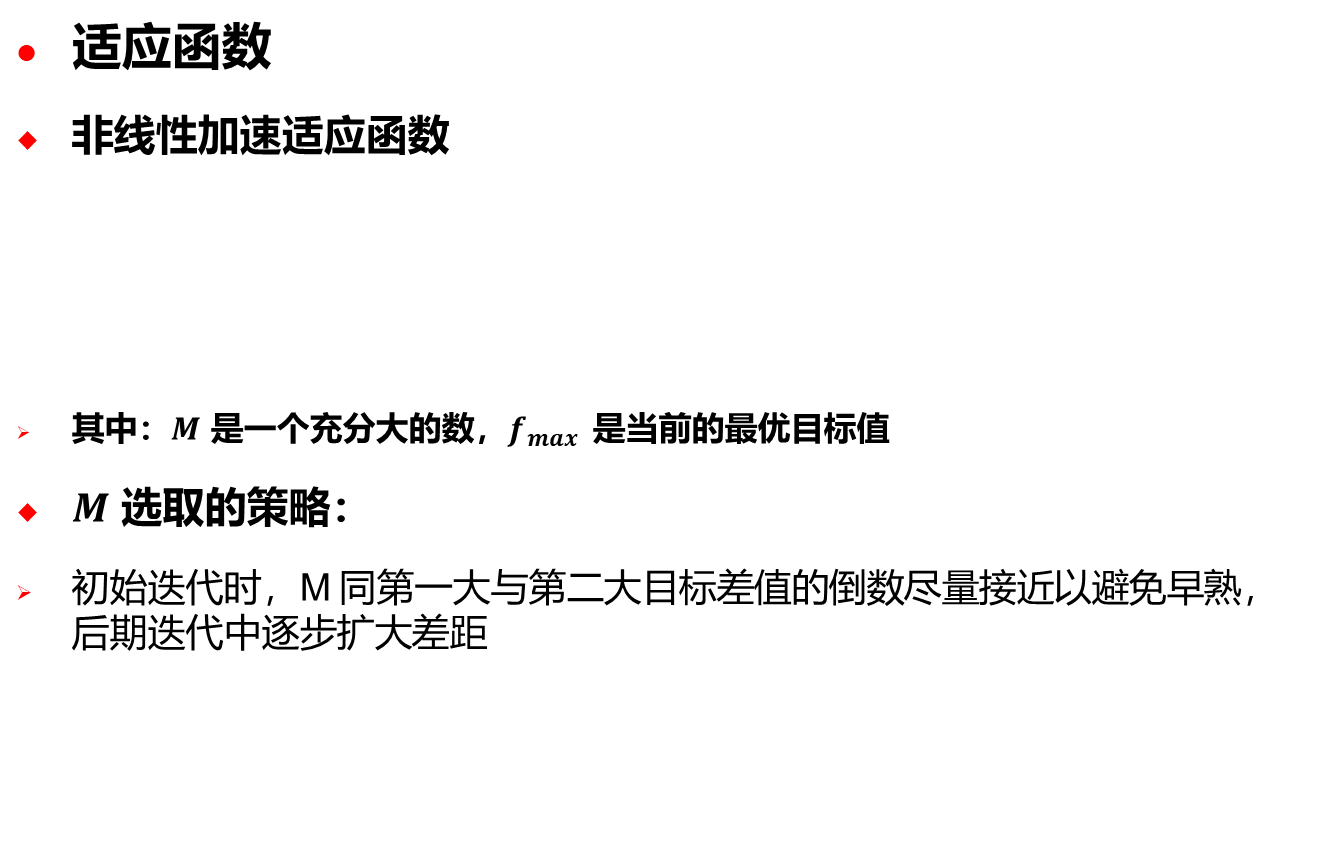 适应函数
非线性加速适应函数
其中：M 是一个充分大的数，f_max 是当前的最优目标值
M 选取的策略：
初始迭代时，M 同第一大与第二大目标差值的倒数尽量接近以避免早熟，
后期迭代中逐步扩大差距